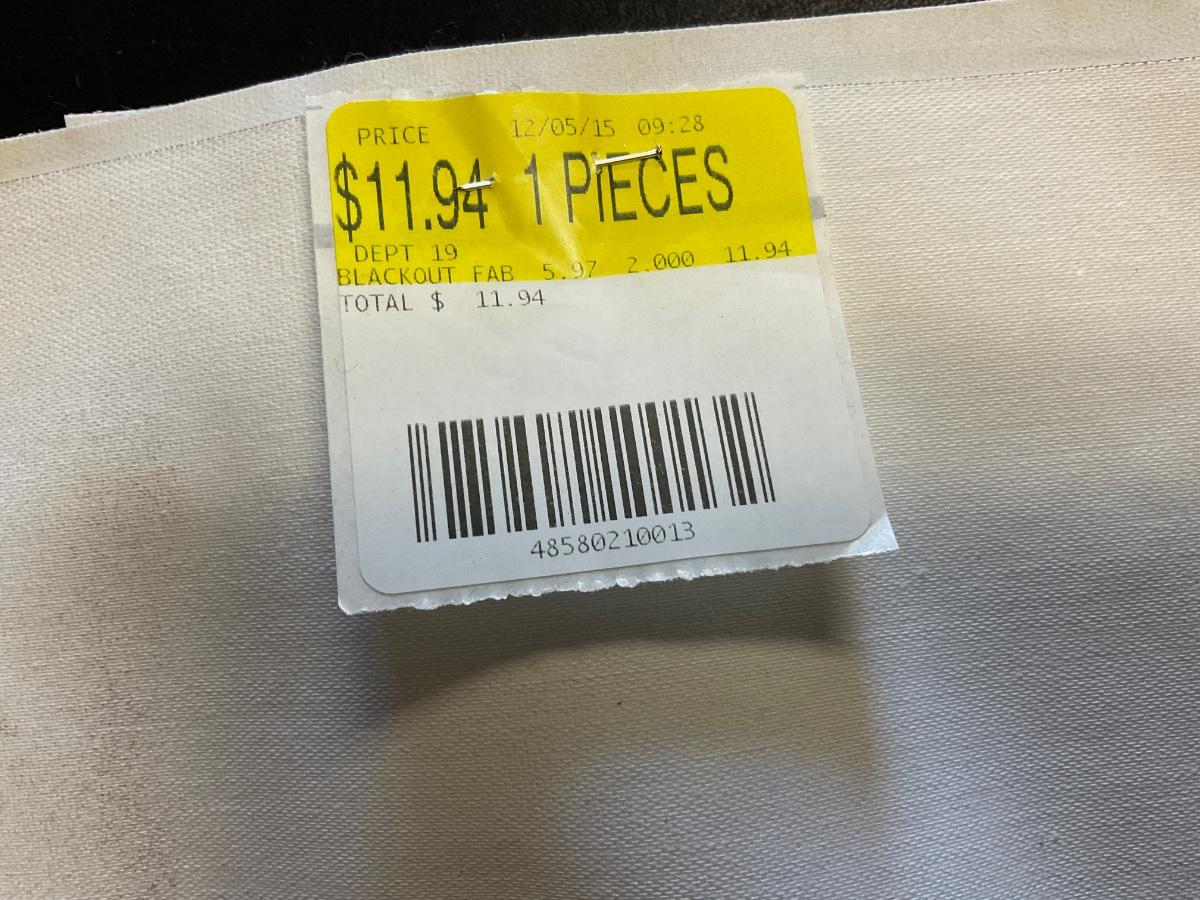 PRICE 12/05/15 09:28
$11.94 1 PIECES
DEPT 19
BLACKOUT FAB 5.97 2.000 11.94
TOTAL $ 11.94
48580210013